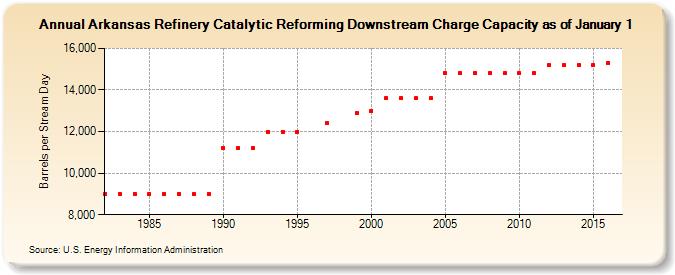 Annual Arkansas Refinery Catalytic Reforming Downstream Charge Capacity as of January 1
Barrels per Stream Day
16,000
14,000
12,000
10,000
8,000
1985 1990 1995 2000 2005 2010 2015
Source: U.S. Energy Information Administration